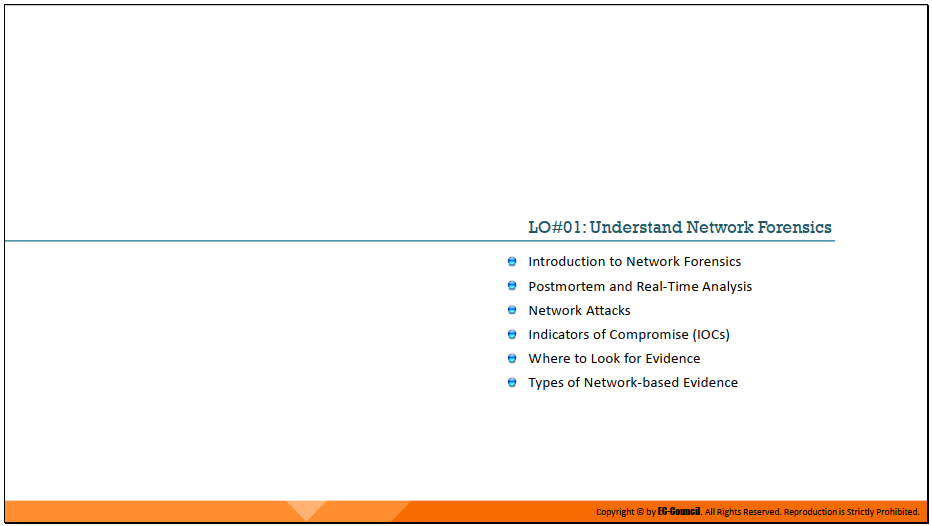 LO#01: Understand Network Forensics
Introduction to Network Forensics
Postmortem and Real-Time Analysis
Network Attacks
Indicators of Compromise (IOCs)
Where to Look for Evidence
Types of Network-based Evidence
Copyright © by EC-Council. All Rights Reserved. Reproduction is Strictly Prohibited.